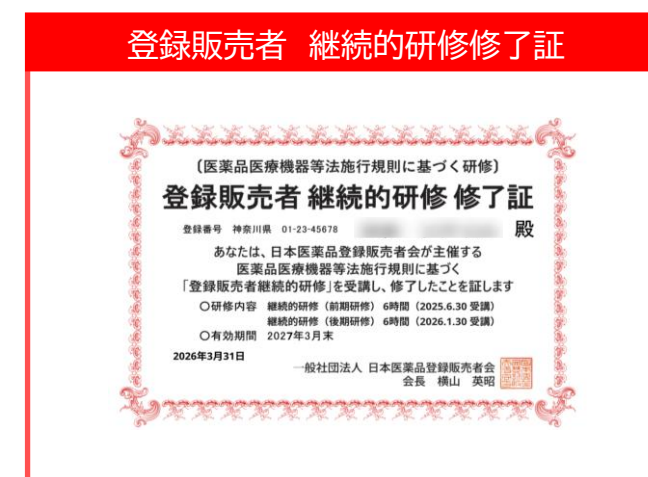 登録販売者 継続的研修修了証
〔医薬品医療機器等法施行規則に基づく研修〕
登録販売者 継続的研修 修了証
登録番号 神奈川県 01-23-45678 殿
あなたは、日本医薬品登録販売者会が主催する
医薬品医療機器等法施行規則に基づく
「登録販売者継続的研修」を受講し、修了したことを証します
〇研修内容 継続的研修（前期研修） 6時間（2025.6.30 受講）
継続的研修（後期研修） 6時間（2026.1.30 受講）
〇有効期間 2027年3月末
2026年3月31日
一般社団法人 日本医薬品登録販売者会
会長 横山 英昭